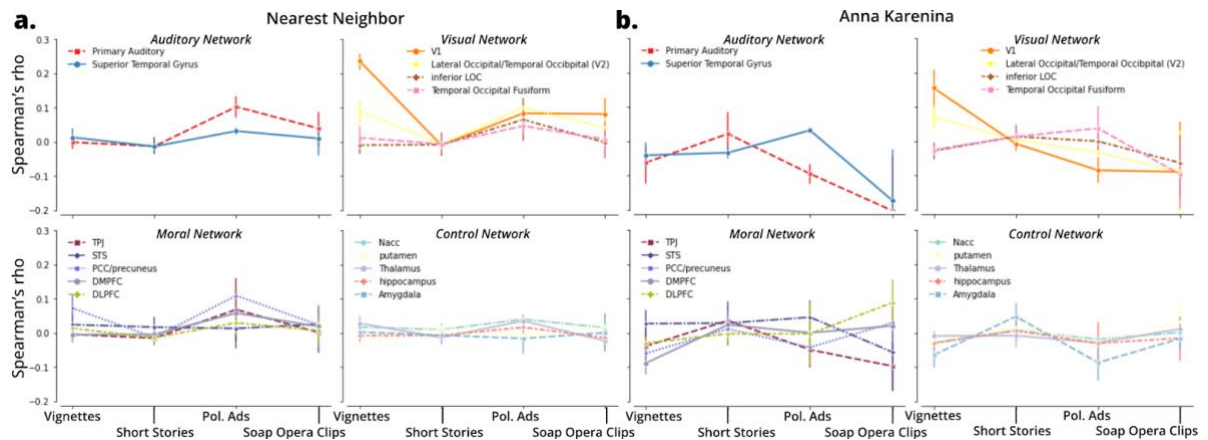 a.
Nearest Neighbor
b.
Anna Karenina
Auditory Network
Primary Auditory
Superior Temporal Gyrus
Visual Network
V1
Lateral Occipital/Temporal Occibpital (V2)
inferior LOC
Temporal Occipital Fusiform
Auditory Network
Primary Auditory
Superior Temporal Gyrus
Visual Network
V1
Lateral Occipital/Temporal Occibpital (V2)
inferior LOC
Temporal Occipital Fusiform
Spearman's rho
0.3
0.2
0.1
0.0
−0.1
−0.2
Moral Network
TPJ
STS
PCC/precuneus
DMPFC
DLPFC
Control Network
Nacc
putamen
Thalamus
hippocampus
Amygdala
Moral Network
TPJ
STS
PCC/precuneus
DMPFC
DLPFC
Control Network
Nacc
putamen
Thalamus
hippocampus
Amygdala
Spearman's rho
0.3
0.2
0.1
0.0
−0.1
−0.2
Vignettes
Short Stories
Pol. Ads
Soap Opera Clips
Vignettes
Short Stories
Pol. Ads
Soap Opera Clips
Vignettes
Short Stories
Pol. Ads
Soap Opera Clips
Vignettes
Short Stories
Pol. Ads
Soap Opera Clips